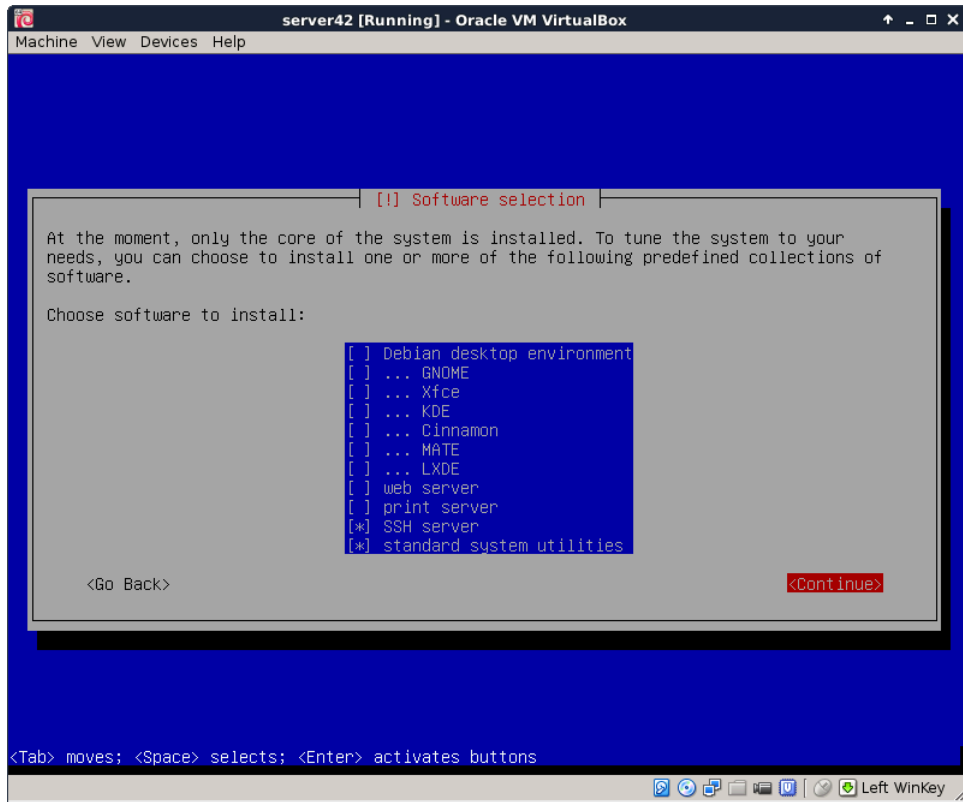 server42 [Running] - Oracle VM VirtualBox
Machine View Devices Help
[!] Software selection
At the moment, only the core of the system is installed. To tune the system to your
needs, you can choose to install one or more of the following predefined collections of
software.
Choose software to install:
[ ] Debian desktop environment
[ ] ... GNOME
[ ] ... Xfce
[ ] ... KDE
[ ] ... Cinnamon
[ ] ... MATE
[ ] ... LXDE
[ ] web server
[ ] print server
[*] SSH server
[*] standard system utilities
<Go Back> <Continue>
<Tab> moves; <Space> selects; <Enter> activates buttons
Left WinKey